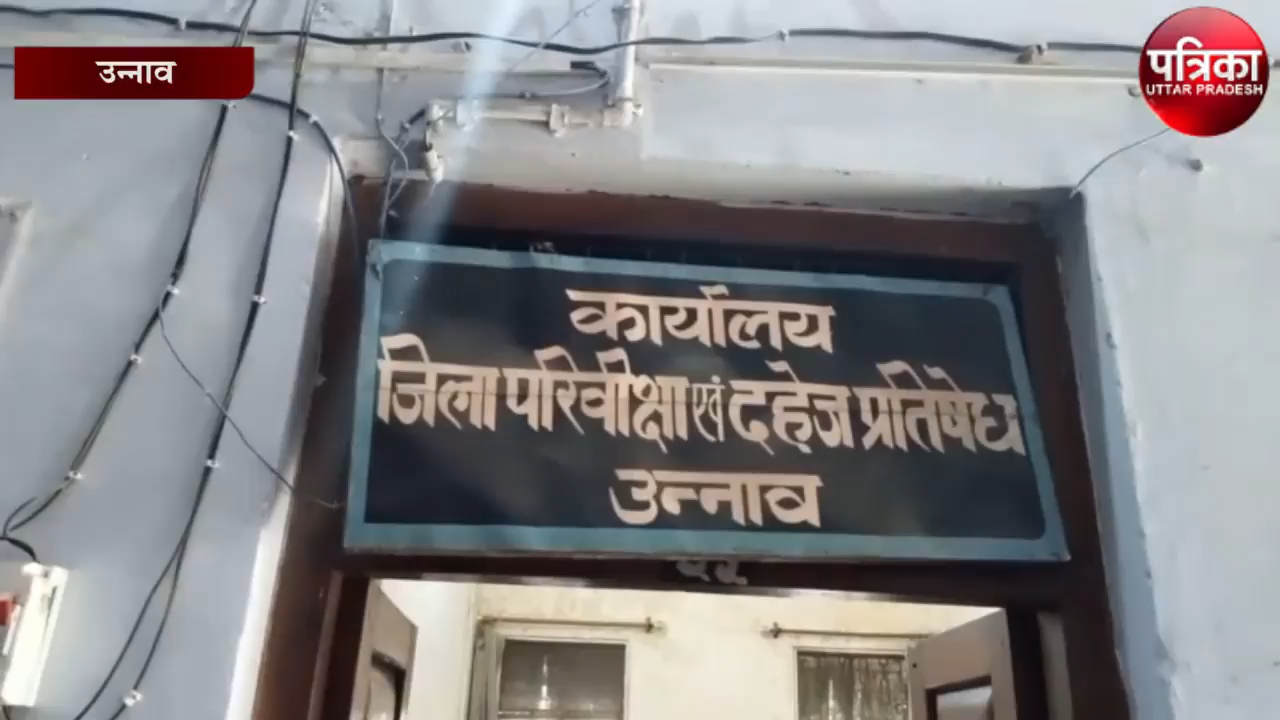 उन्नाव
पत्रिका
UTTAR PRADESH
कार्यालय
जिला परिवीक्षा एवं दहेज प्रतिषेध
उन्नाव